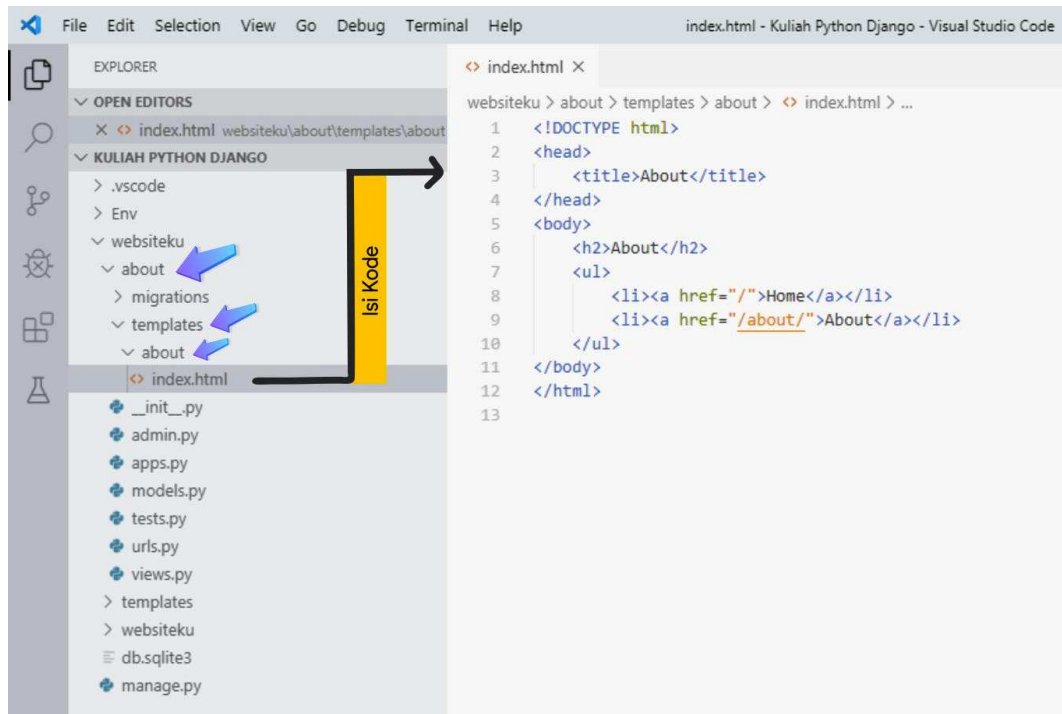 File Edit Selection View Go Debug Terminal Help index.html - Kuliah Python Django - Visual Studio Code
EXPLORER
OPEN EDITORS
index.html websiteku\about\templates\about
KULIAH PYTHON DJANGO
.vscode
Env
websiteku
about
migrations
templates
about
index.html
__init__.py
admin.py
apps.py
models.py
tests.py
urls.py
views.py
templates
websiteku
db.sqlite3
manage.py
Isi Kode
index.html
websiteku > about > templates > about > index.html > ...
1 <!DOCTYPE html>
2 <head>
3     <title>About</title>
4 </head>
5 <body>
6     <h2>About</h2>
7     <ul>
8         <li><a href="/">Home</a></li>
9         <li><a href="/about/">About</a></li>
10     </ul>
11 </body>
12 </html>
13